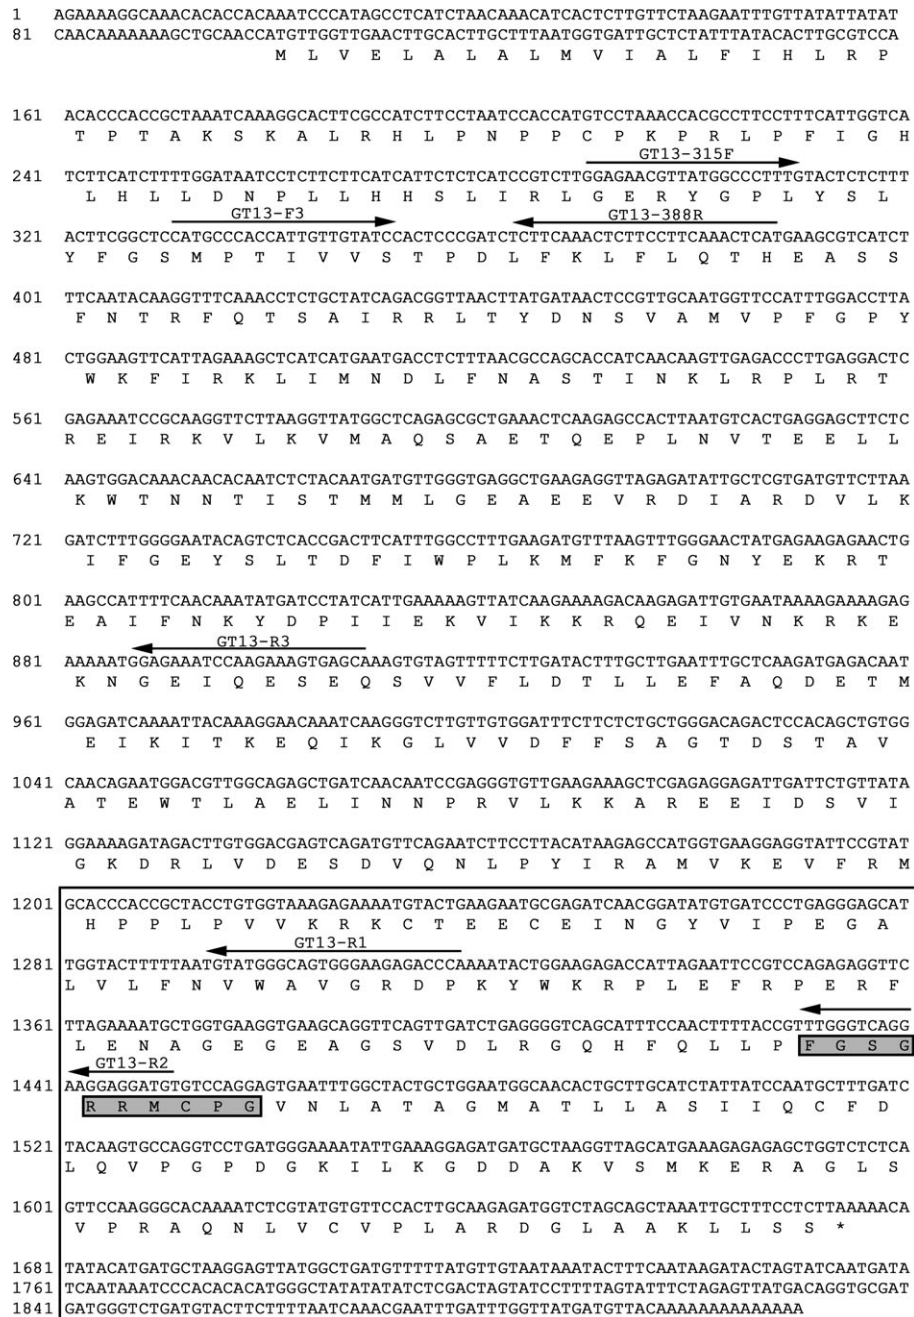 1 AGAAAAGGCAAACACACCACAAATCCCATAGCCTCATCTAACAAACATCACTCTTGTTCTAAGAATTTGTTATATTATAT
81 CAACAAAAAAAGCTGCAACCATGTTGGTTGAACTTGCACTTGCTTTAATGGTGATTGCTCTATTTATACACTTGCGTCCA
M L V E L A L A L M V I A L F I H L R P
161 ACACCCACCGCTAAATCAAAGGCACTTCGCCATCTTCCTAATCCACCATGTCCTAAACCACGCCTTCCTTTCATTGGTCA
T P T A K S K A L R H L P N P P C P K P R L P F I G H
GT13-315F
241 TCTTCATCTTTTGGATAATCCTCTTCTTCATCATTCTCTCATCCGTCTTGGAGAACGTTATGGCCCTTTGTACTCTCTTT
L H L L D N P L L H H S L I R L G E R Y G P L Y S L
GT13-F3 GT13-388R
321 ACTTCGGCTCCATGCCCACCATTGTTGTATCCACTCCCGATCTCTTCAAACTCTTCCTTCAAACTCATGAAGCGTCATCT
Y F G S M P T I V V S T P D L F K L F L Q T H E A S S
401 TTCAATACAAGGTTTCAAACCTCTGCTATCAGACGGTTAACTTATGATAACTCCGTTGCAATGGTTCCATTTGGACCTTA
F N T R F Q T S A I R R L T Y D N S V A M V P F G P Y
481 CTGGAAGTTCATTAGAAAGCTCATCATGAATGACCTCTTTAACGCCAGCACCATCAACAAGTTGAGACCCTTGAGGACTC
W K F I R K L I M N D L F N A S T I N K L R P L R T
561 GAGAAATCCGCAAGGTTCTTAAGGTTATGGCTCAGAGCGCTGAAACTCAAGAGCCACTTAATGTCACTGAGGAGCTTCTC
R E I R K V L K V M A Q S A E T Q E P L N V T E E L L
641 AAGTGGACAAACAACACAATCTCTACAATGATGTTGGGTGAGGCTGAAGAGGTTAGAGATATTGCTCGTGATGTTCTTAA
K W T N N T I S T M M L G E A E E V R D I A R D V L K
721 GATCTTTGGGGAATACAGTCTCACCGACTTCATTTGGCCTTTGAAGATGTTTAAGTTTGGGAACTATGAGAAGAGAACTG
I F G E Y S L T D F I W P L K M F K F G N Y E K R T
801 AAGCCATTTTCAACAAATATGATCCTATCATTGAAAAAGTTATCAAGAAAAGACAAGAGATTGTGAATAAAAGAAAAGAG
E A I F N K Y D P I I E K V I K K R Q E I V N K R K E
GT13-R3
881 AAAAATGGAGAAATCCAAGAAAGTGAGCAAAGTGTAGTTTTTCTTGATACTTTGCTTGAATTTGCTCAAGATGAGACAAT
K N G E I Q E S E Q S V V F L D T L L E F A Q D E T M
961 GGAGATCAAAATTACAAAGGAACAAATCAAGGGTCTTGTTGTGGATTTCTTCTCTGCTGGGACAGACTCCACAGCTGTGG
E I K I T K E Q I K G L V V D F F S A G T D S T A V
1041 CAACAGAATGGACGTTGGCAGAGCTGATCAACAATCCGAGGGTGTTGAAGAAAGCTCGAGAGGAGATTGATTCTGTTATA
A T E W T L A E L I N N P R V L K K A R E E I D S V I
1121 GGAAAAGATAGACTTGTGGACGAGTCAGATGTTCAGAATCTTCCTTACATAAGAGCCATGGTGAAGGAGGTATTCCGTAT
G K D R L V D E S D V Q N L P Y I R A M V K E V F R M
1201 GCACCCACCGCTACCTGTGGTAAAGAGAAAATGTACTGAAGAATGCGAGATCAACGGATATGTGATCCCTGAGGGAGCAT
H P P L P V V K R K C T E E C E I N G Y V I P E G A
GT13-R1
1281 TGGTACTTTTTAATGTATGGGCAGTGGGAAGAGACCCAAAATACTGGAAGAGACCATTAGAATTCCGTCCAGAGAGGTTC
L V L F N V W A V G R D P K Y W K R P L E F R P E R F
1361 TTAGAAAATGCTGGTGAAGGTGAAGCAGGTTCAGTTGATCTGAGGGGTCAGCATTTCCAACTTTTACCGTTTGGGTCAGG
L E N A G E G E A G S V D L R G Q H F Q L L P F G S G
GT13-R2
1441 AAGGAGGATGTGTCCAGGAGTGAATTTGGCTACTGCTGGAATGGCAACACTGCTTGCATCTATTATCCAATGCTTTGATC
R R M C P G V N L A T A G M A T L L A S I I Q C F D
1521 TACAAGTGCCAGGTCCTGATGGGAAAATATTGAAAGGAGATGATGCTAAGGTTAGCATGAAAGAGAGAGCTGGTCTCTCA
L Q V P G P D G K I L K G D D A K V S M K E R A G L S
1601 GTTCCAAGGGCACAAAATCTCGTATGTGTTCCACTTGCAAGAGATGGTCTAGCAGCTAAATTGCTTTCCTCTTAAAAACA
V P R A Q N L V C V P L A R D G L A A K L L S S *
1681 TATACATGATGCTAAGGAGTTATGGCTGATGTTTTTATGTTGTAATAAATACTTTCAATAAGATACTAGTATCAATGATA
1761 TCAATAAATCCCACACACATGGGCTATATATATCTCGACTAGTATCCTTTTAGTATTTCTAGAGTTATGACAGGTGCGAT
1841 GATGGGTCTGATGTACTTCTTTTAATCAAACGAATTTGATTTGGTTATGATGTTACAAAAAAAAAAAAAA